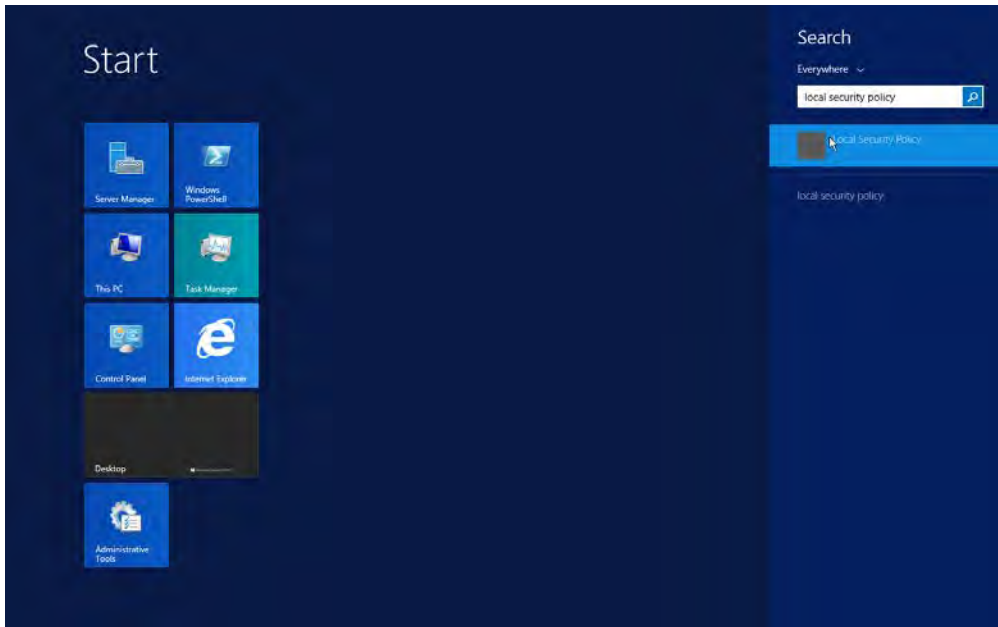 Start
Server Manager
Windows
PowerShell
This PC
Task Manager
Control Panel
Internet Explorer
Desktop
Administrative
Tools
Search
Everywhere
local security policy
Local Security Policy
local security policy